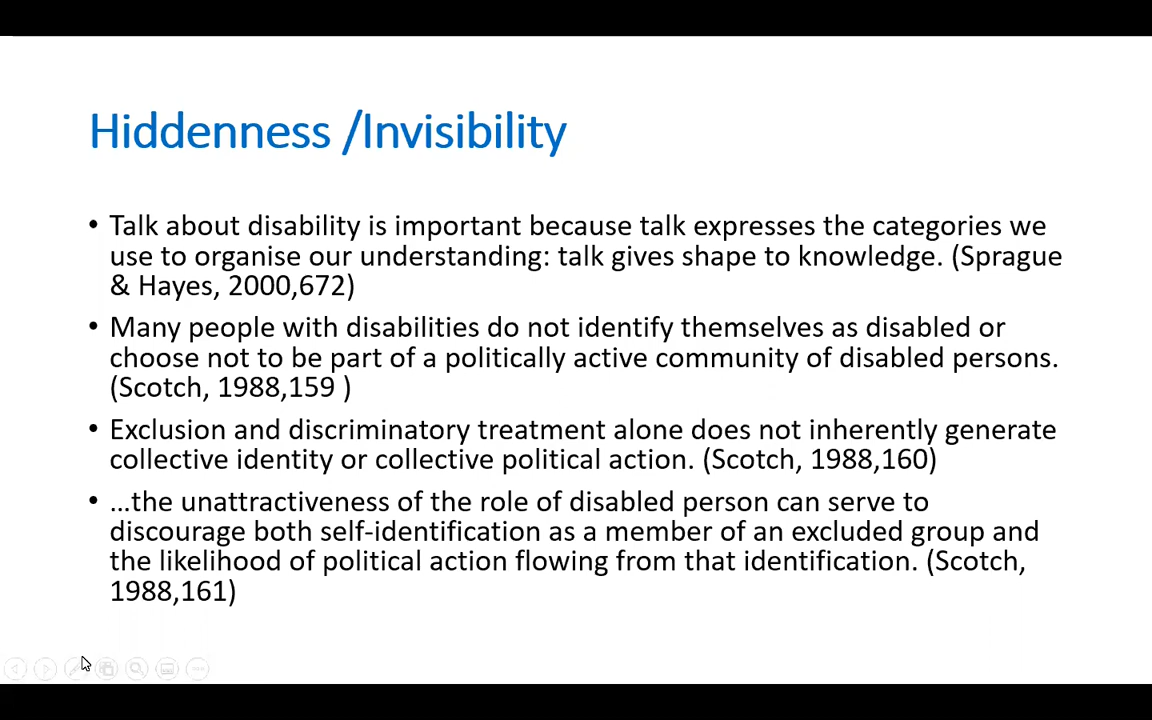 Hiddenness /Invisibility
• Talk about disability is important because talk expresses the categories we
use to organise our understanding: talk gives shape to knowledge. (Sprague
& Hayes, 2000,672)
• Many people with disabilities do not identify themselves as disabled or
choose not to be part of a politically active community of disabled persons.
(Scotch, 1988,159 )
• Exclusion and discriminatory treatment alone does not inherently generate
collective identity or collective political action. (Scotch, 1988,160)
• …the unattractiveness of the role of disabled person can serve to
discourage both self-identification as a member of an excluded group and
the likelihood of political action flowing from that identification. (Scotch,
1988,161)